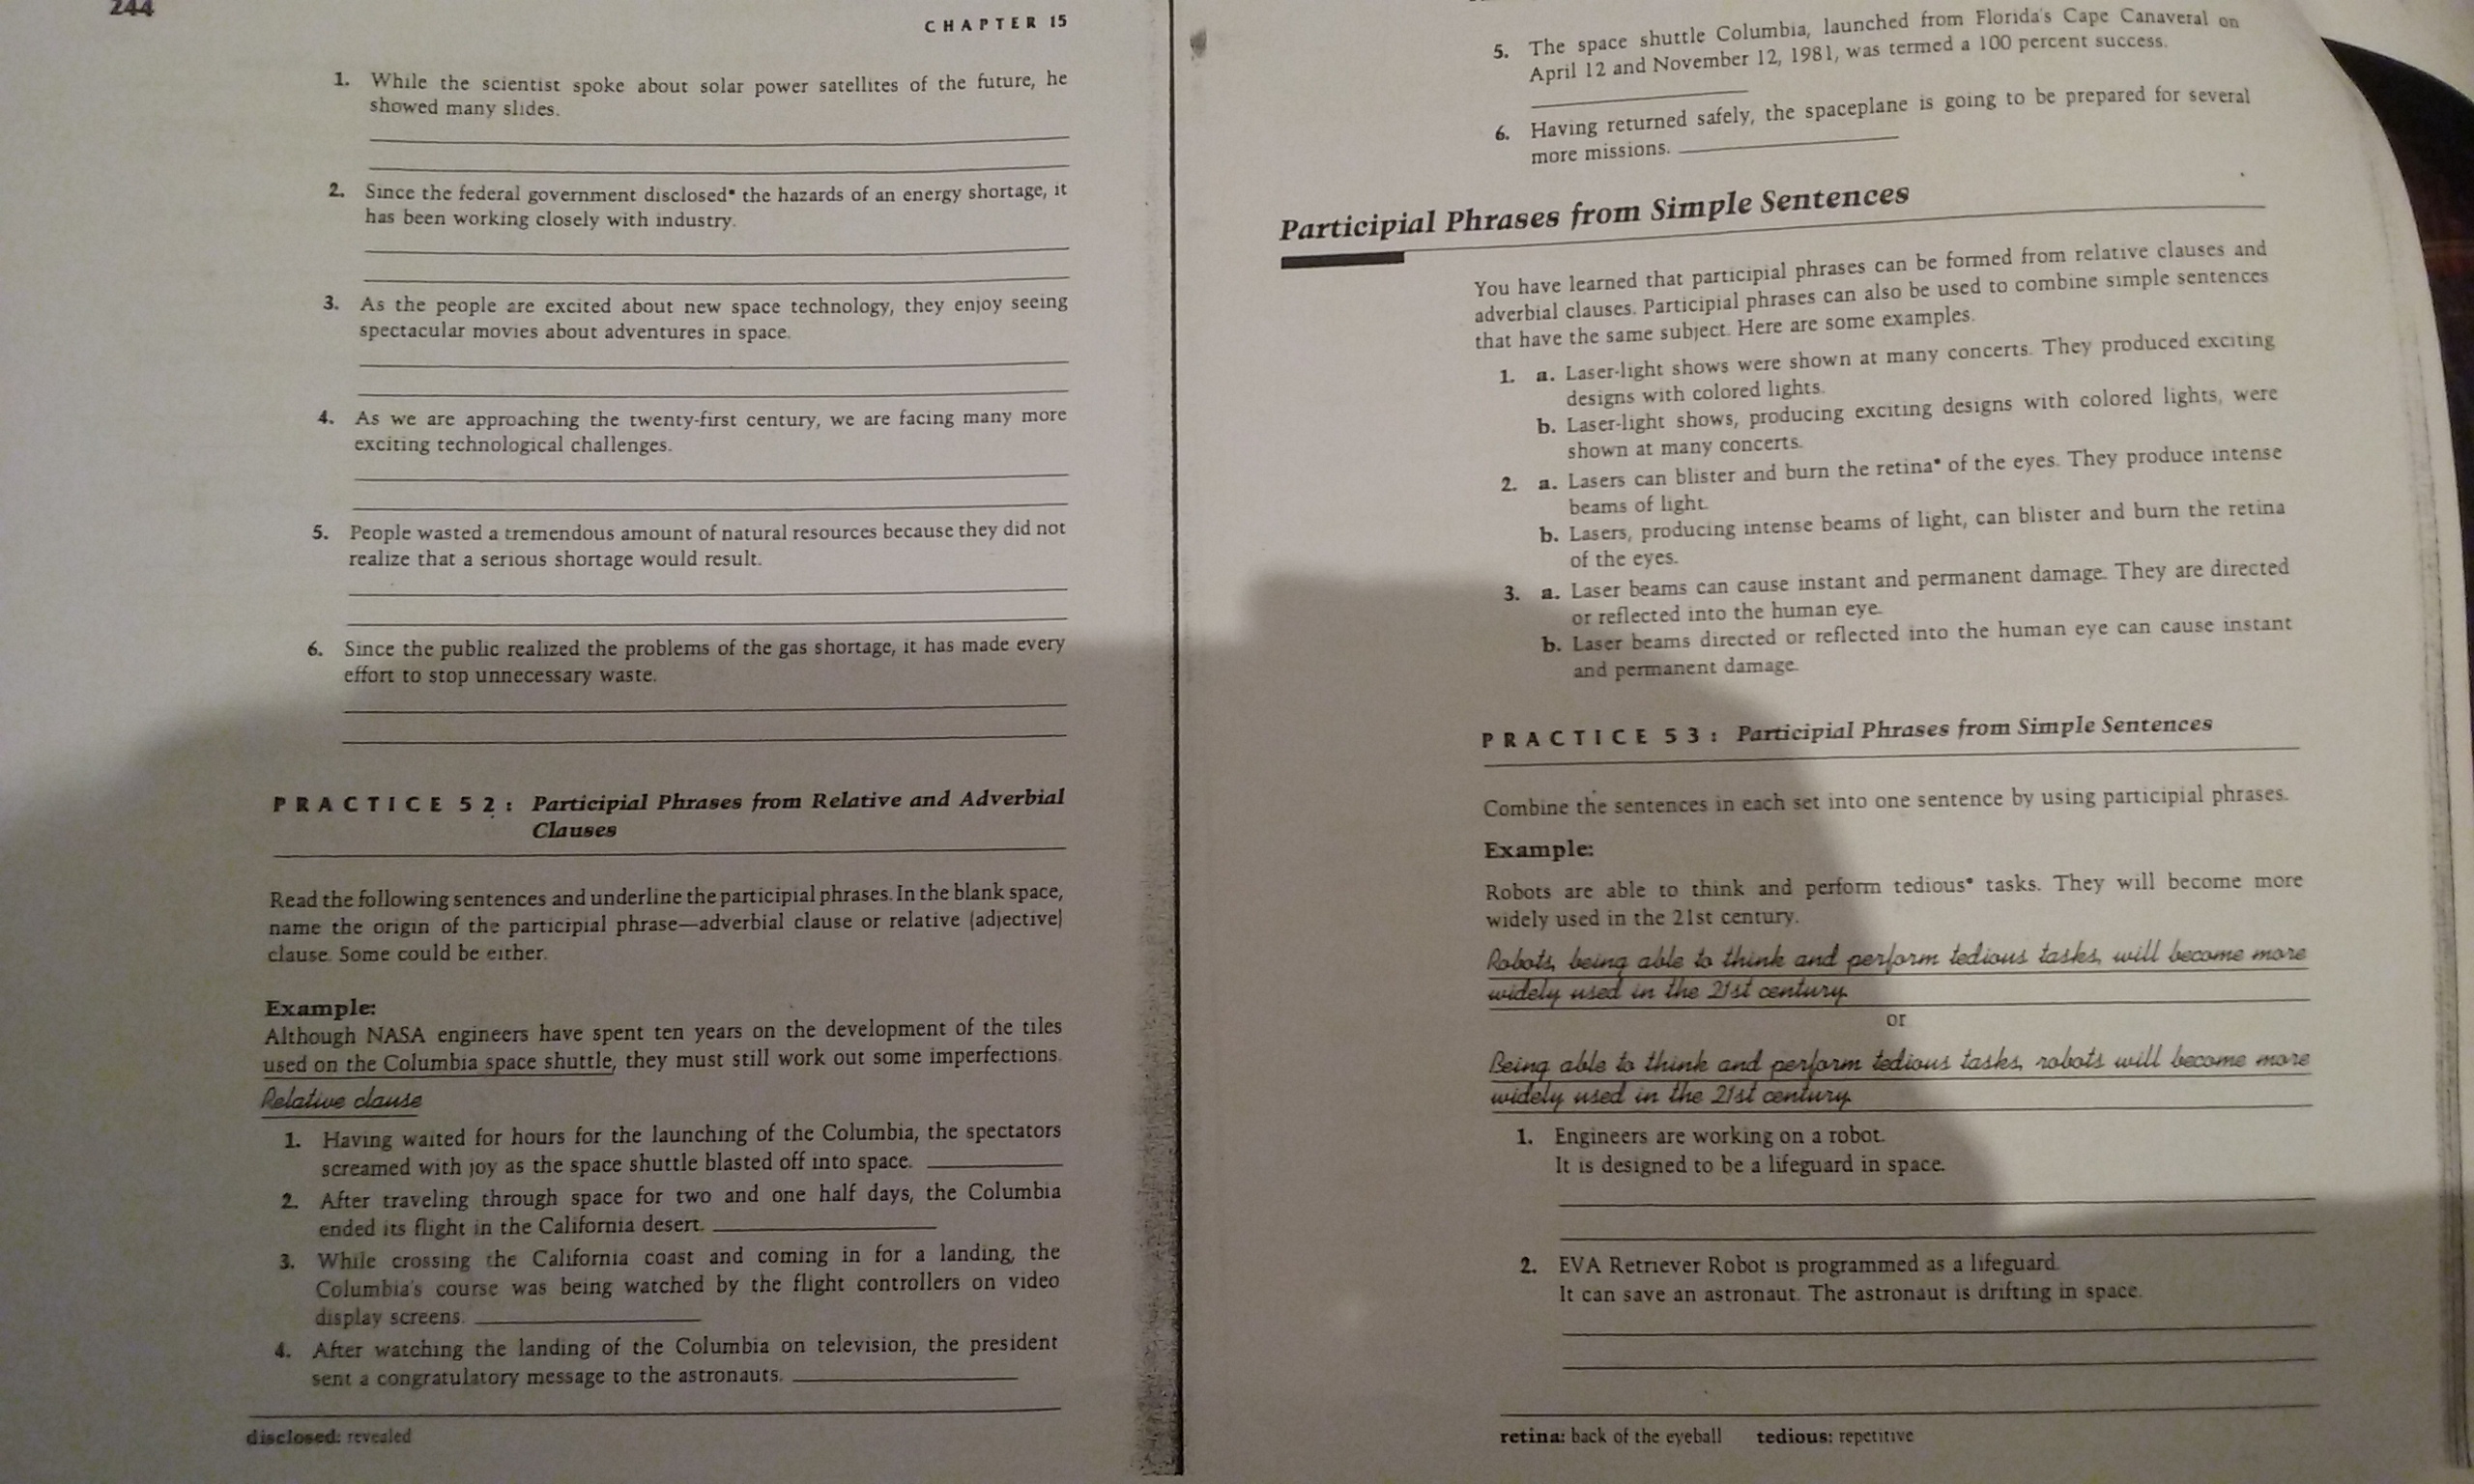 244
CHAPTER 15
1. While the scientist spoke about solar power satellites of the future, he
showed many slides.
2. Since the federal government disclosed* the hazards of an energy shortage, it
has been working closely with industry.
3. As the people are excited about new space technology, they enjoy seeing
spectacular movies about adventures in space.
4. As we are approaching the twenty-first century, we are facing many more
exciting technological challenges.
5. People wasted a tremendous amount of natural resources because they did not
realize that a serious shortage would result.
6. Since the public realized the problems of the gas shortage, it has made every
effort to stop unnecessary waste.
PRACTICE 52: Participial Phrases from Relative and Adverbial
Clauses
Read the following sentences and underline the participial phrases. In the blank space,
name the origin of the participial phrase—adverbial clause or relative (adjective)
clause. Some could be either.
Example:
Although NASA engineers have spent ten years on the development of the tiles
used on the Columbia space shuttle, they must still work out some imperfections.
Relative clause
1. Having waited for hours for the launching of the Columbia, the spectators
screamed with joy as the space shuttle blasted off into space.
2. After traveling through space for two and one half days, the Columbia
ended its flight in the California desert.
3. While crossing the California coast and coming in for a landing, the
Columbia's course was being watched by the flight controllers on video
display screens.
4. After watching the landing of the Columbia on television, the president
sent a congratulatory message to the astronauts.
disclosed: revealed
5. The space shuttle Columbia, launched from Florida's Cape Canaveral on
April 12 and November 12, 1981, was termed a 100 percent success.
6. Having returned safely, the spaceplane is going to be prepared for several
more missions.
Participial Phrases from Simple Sentences
You have learned that participial phrases can be formed from relative clauses and
adverbial clauses. Participial phrases can also be used to combine simple sentences
that have the same subject. Here are some examples.
1. a. Laser-light shows were shown at many concerts. They produced exciting
designs with colored lights.
b. Laser-light shows, producing exciting designs with colored lights, were
shown at many concerts.
2. a. Lasers can blister and burn the retina* of the eyes. They produce intense
beams of light.
b. Lasers, producing intense beams of light, can blister and burn the retina
of the eyes.
3. a. Laser beams can cause instant and permanent damage. They are directed
or reflected into the human eye.
b. Laser beams directed or reflected into the human eye can cause instant
and permanent damage.
PRACTICE 53: Participial Phrases from Simple Sentences
Combine the sentences in each set into one sentence by using participial phrases.
Example:
Robots are able to think and perform tedious* tasks. They will become more
widely used in the 21st century.
Robots, being able to think and perform tedious tasks, will become more
widely used in the 21st century.
or
Being able to think and perform tedious tasks, robots will become more
widely used in the 21st century.
1. Engineers are working on a robot.
It is designed to be a lifeguard in space.
2. EVA Retriever Robot is programmed as a lifeguard.
It can save an astronaut. The astronaut is drifting in space.
retina: back of the eyeball tedious: repetitive